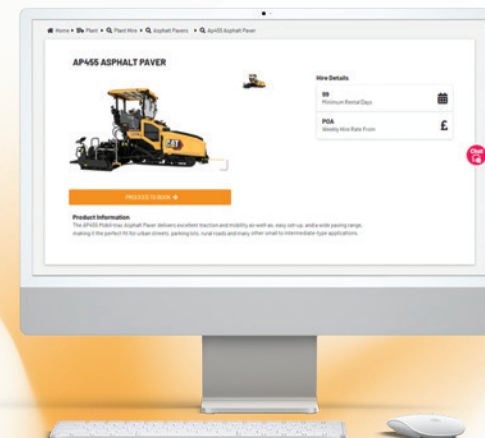 Home ▸ Plant ▸ Plant Hire ▸ Asphalt Pavers ▸ Ap455 Asphalt Paver
AP455 ASPHALT PAVER
Hire Details
99
Minimum Rental Days
POA
Weekly Hire Rate From
£
Chat
CAT
PROCEED TO BOOK →
Product Information
The AP455 Mobil-trac Asphalt Paver delivers excellent traction and mobility as well as, easy set-up, and a wide paving range,
making it the perfect fit for urban streets, parking lots, rural roads and many other small to intermediate-type applications.